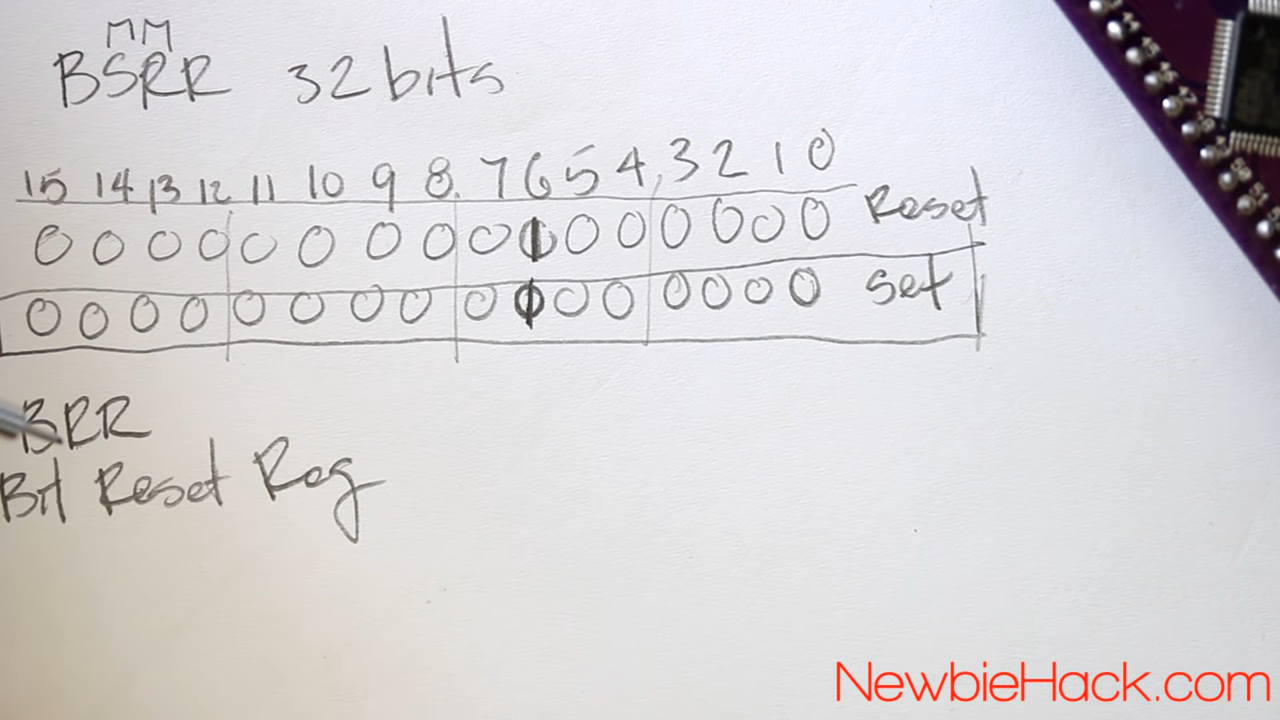 BSRR 32 bits
15 14 13 12 11 10 9 8 7 6 5 4 3 2 1 0
0 0 0 0 0 0 0 0 0 1 0 0 0 0 0 0 Reset
0 0 0 0 0 0 0 0 0 1 0 0 0 0 0 0 Set
BRR
Bit Reset Reg
NewbieHack.com